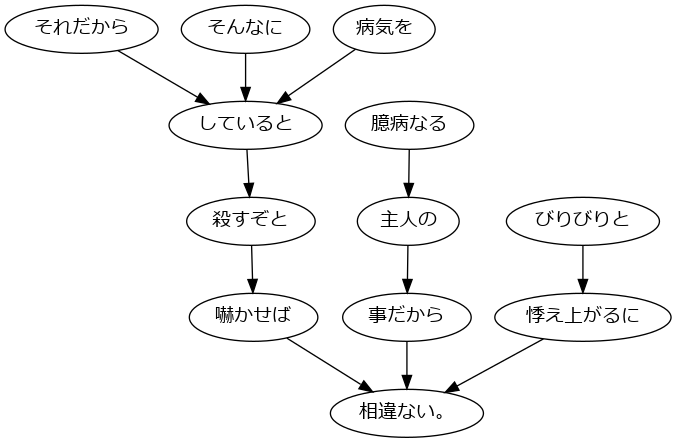 それだから そんなに 病気を
していると 臆病なる
殺すぞと 主人の びりびりと
嚇かせば 事だから 悸え上がるに
相違ない。